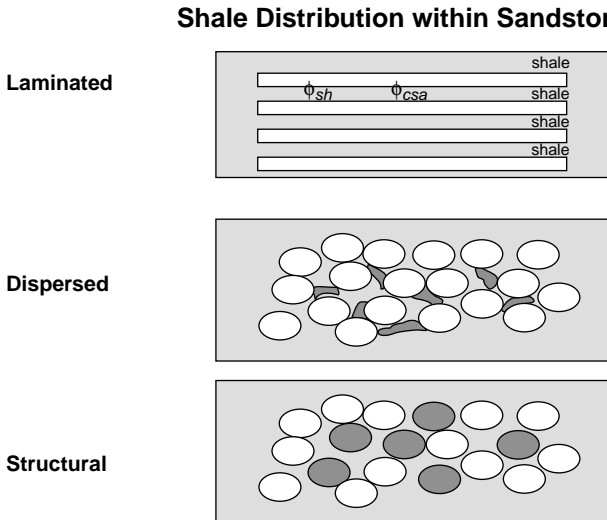 Shale Distribution within Sandston
shale
Laminated
ϕsh ϕcsa shale
shale
shale
Dispersed
Structural